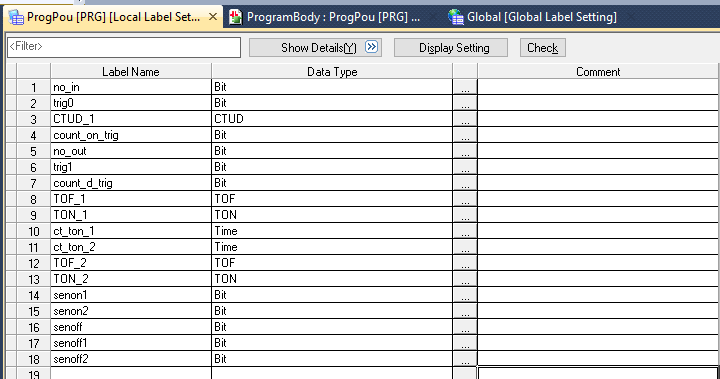 ProgPou [PRG] [Local Label Set... ProgramBody : ProgPou [PRG] ... Global [Global Label Setting]
<Filter> Show Details(Y) Display Setting Check
Label Name Data Type Comment
1 no_in Bit ...
2 trig0 Bit ...
3 CTUD_1 CTUD ...
4 count_on_trig Bit ...
5 no_out Bit ...
6 trig1 Bit ...
7 count_d_trig Bit ...
8 TOF_1 TOF ...
9 TON_1 TON ...
10 ct_ton_1 Time ...
11 ct_ton_2 Time ...
12 TOF_2 TOF ...
13 TON_2 TON ...
14 senon1 Bit ...
15 senon2 Bit ...
16 senoff Bit ...
17 senoff1 Bit ...
18 senoff2 Bit ...
19